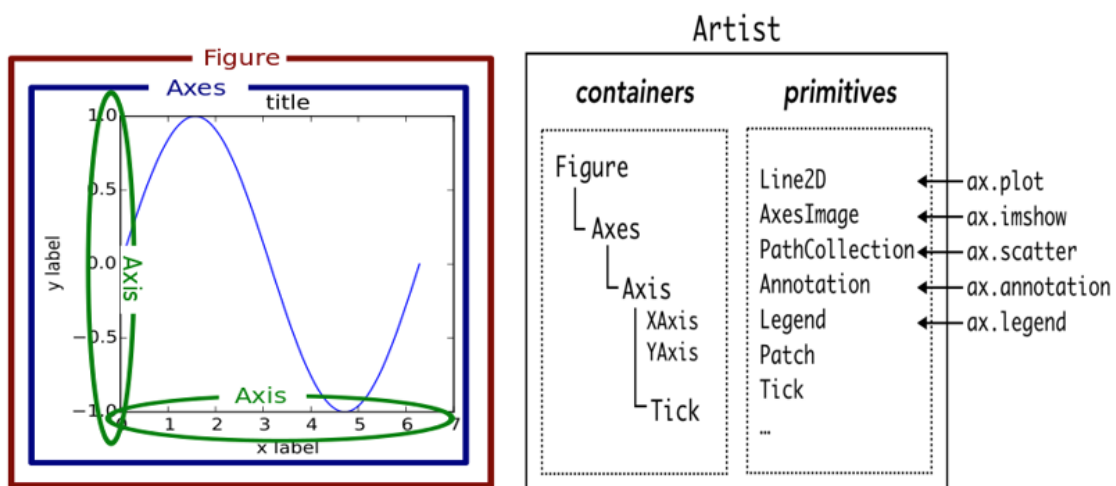 Figure
Axes
title
1.0
0.5
0.0
−0.5
−1.0
y label
Axis
Axis
0 1 2 3 4 5 6 7
x label
Artist
containers
primitives
Figure
Axes
Axis
XAxis
YAxis
Tick
Line2D
AxesImage
PathCollection
Annotation
Legend
Patch
Tick
…
ax.plot
ax.imshow
ax.scatter
ax.annotation
ax.legend